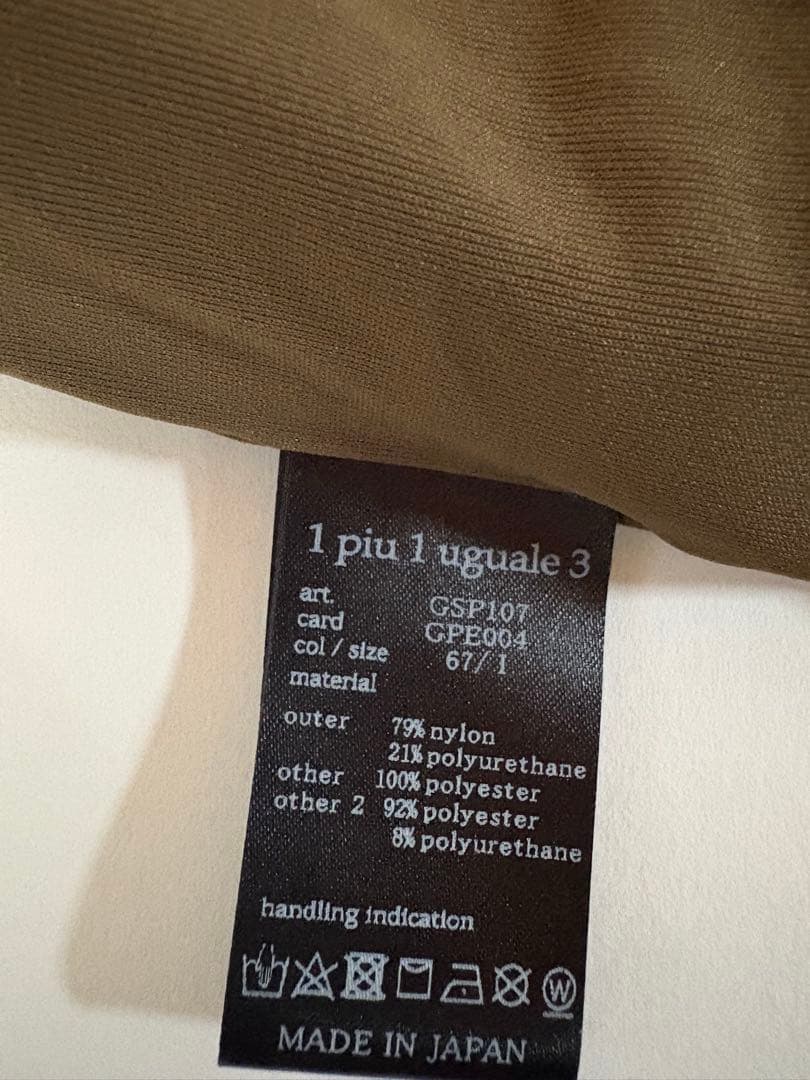 1 piu 1 uguale 3
art. GSP107
card GPE004
col / size 67/1
material
outer 79% nylon
21% polyurethane
other 100% polyester
other 2 92% polyester
8% polyurethane
handling indication
W
MADE IN JAPAN